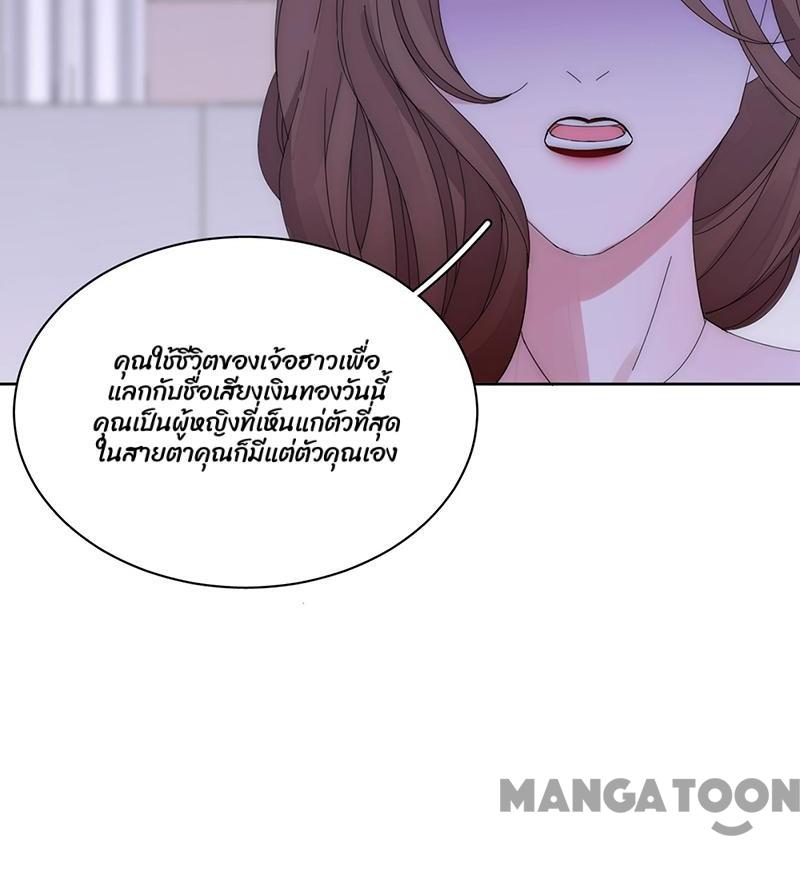 คุณใช้ชีวิตของเจ้อฮาวเพื่อ
แลกกับชื่อเสียงเงินทองวันนี้
คุณเป็นผู้หญิงที่เห็นแก่ตัวที่สุด
ในสายตาคุณก็มีแต่ตัวคุณเอง
MANGATOON